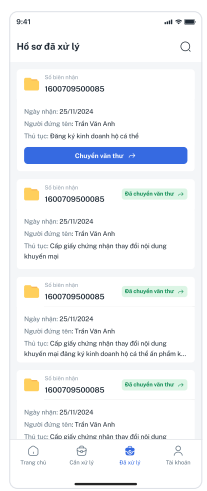 9:41
Hồ sơ đã xử lý
Số biên nhận
1600709500085
Ngày nhận: 25/11/2024
Người đứng tên: Trần Văn Anh
Thủ tục: Đăng ký kinh doanh hộ cá thể
Chuyển văn thư
Số biên nhận
1600709500085
Đã chuyển văn thư
Ngày nhận: 25/11/2024
Người đứng tên: Trần Văn Anh
Thủ tục: Cấp giấy chứng nhận thay đổi nội dung
khuyến mại
Số biên nhận
1600709500085
Đã chuyển văn thư
Ngày nhận: 25/11/2024
Người đứng tên: Trần Văn Anh
Thủ tục: Cấp giấy chứng nhận thay đổi nội dung
khuyến mại đăng ký kinh doanh hộ cá thể ấn phẩm k...
Số biên nhận
1600709500085
Đã chuyển văn thư
Ngày nhận: 25/11/2024
Người đứng tên: Trần Văn Anh
Thủ tục: Cấp giấy chứng nhận thay đổi nội dung
Trang chủ
Cần xử lý
Đã xử lý
Tài khoản